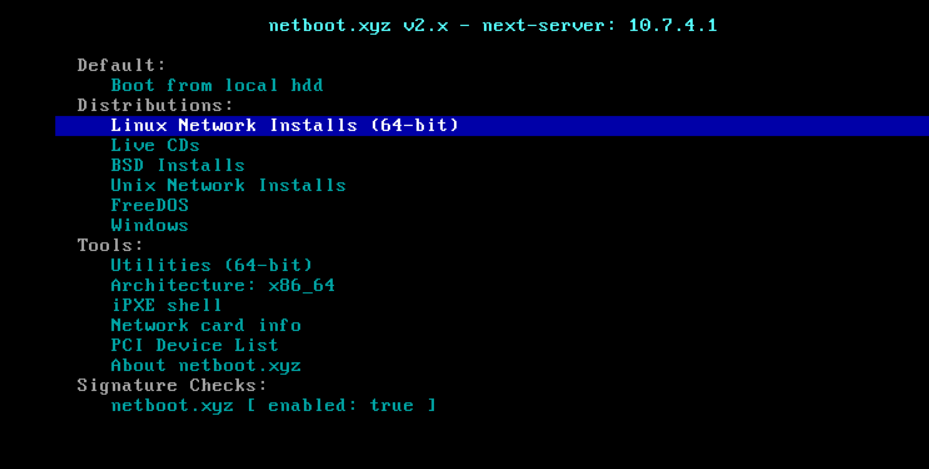 netboot.xyz v2.x - next-server: 10.7.4.1
Default:
Boot from local hdd
Distributions:
Linux Network Installs (64-bit)
Live CDs
BSD Installs
Unix Network Installs
FreeDOS
Windows
Tools:
Utilities (64-bit)
Architecture: x86_64
iPXE shell
Network card info
PCI Device List
About netboot.xyz
Signature Checks:
netboot.xyz [ enabled: true ]